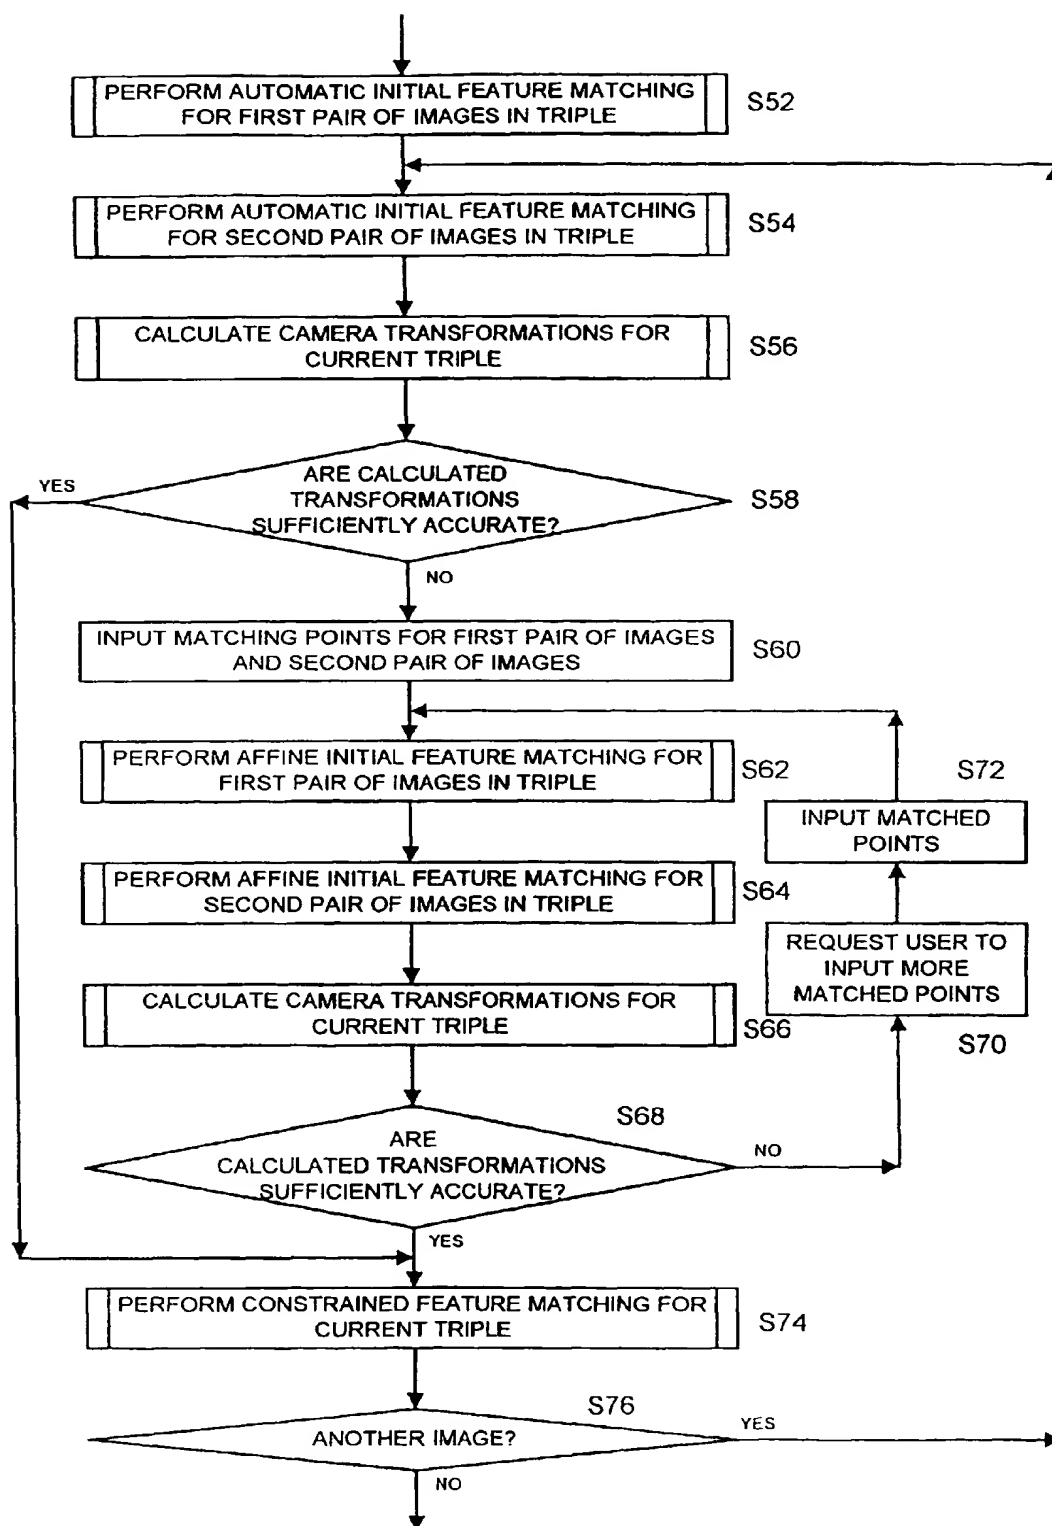 PERFORM AUTOMATIC INITIAL FEATURE MATCHING
FOR FIRST PAIR OF IMAGES IN TRIPLE
S52
PERFORM AUTOMATIC INITIAL FEATURE MATCHING
FOR SECOND PAIR OF IMAGES IN TRIPLE
S54
CALCULATE CAMERA TRANSFORMATIONS FOR
CURRENT TRIPLE
S56
YES
ARE CALCULATED
TRANSFORMATIONS
SUFFICIENTLY ACCURATE?
S58
NO
INPUT MATCHING POINTS FOR FIRST PAIR OF IMAGES
AND SECOND PAIR OF IMAGES
S60
PERFORM AFFINE INITIAL FEATURE MATCHING FOR
FIRST PAIR OF IMAGES IN TRIPLE
S62
S72
INPUT MATCHED
POINTS
PERFORM AFFINE INITIAL FEATURE MATCHING FOR
SECOND PAIR OF IMAGES IN TRIPLE
S64
REQUEST USER TO
INPUT MORE
MATCHED POINTS
S70
CALCULATE CAMERA TRANSFORMATIONS FOR
CURRENT TRIPLE
S66
S68
ARE
CALCULATED TRANSFORMATIONS
SUFFICIENTLY ACCURATE?
NO
YES
PERFORM CONSTRAINED FEATURE MATCHING FOR
CURRENT TRIPLE
S74
S76
ANOTHER IMAGE?
YES
NO